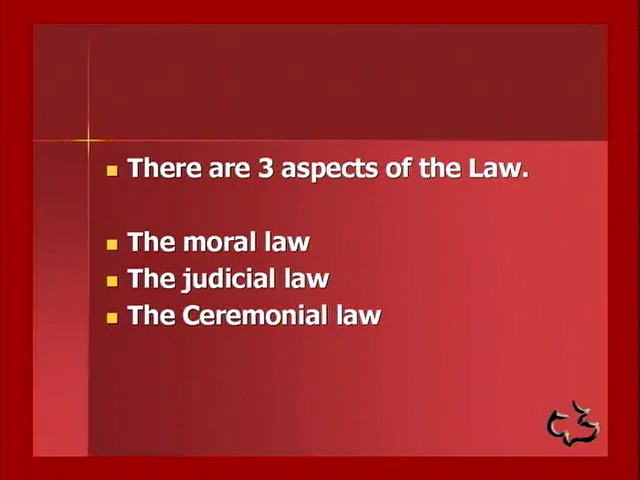 There are 3 aspects of the Law.
The moral law
The judicial law
The Ceremonial law